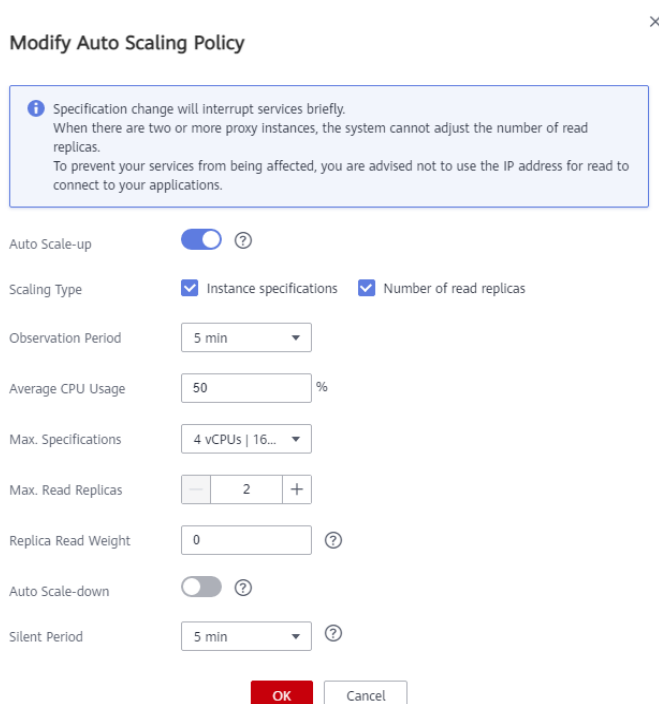 Modify Auto Scaling Policy
Specification change will interrupt services briefly.
When there are two or more proxy instances, the system cannot adjust the number of read
replicas.
To prevent your services from being affected, you are advised not to use the IP address for read to
connect to your applications.
Auto Scale-up
Scaling Type Instance specifications Number of read replicas
Observation Period 5 min
Average CPU Usage 50 %
Max. Specifications 4 vCPUs | 16...
Max. Read Replicas 2
Replica Read Weight 0
Auto Scale-down
Silent Period 5 min
OK Cancel